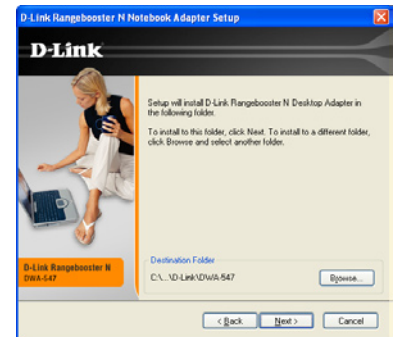 D-Link Rangebooster N Notebook Adapter Setup
D-Link
Setup will install D-Link Rangebooster N Desktop Adapter in
the following folder.
To install to this folder, click Next. To install to a different folder,
click Browse and select another folder.
D-Link Rangebooster N
DWA-547
Destination Folder
C:\...\D-Link\DWA-547
Browse...
< Back
Next >
Cancel